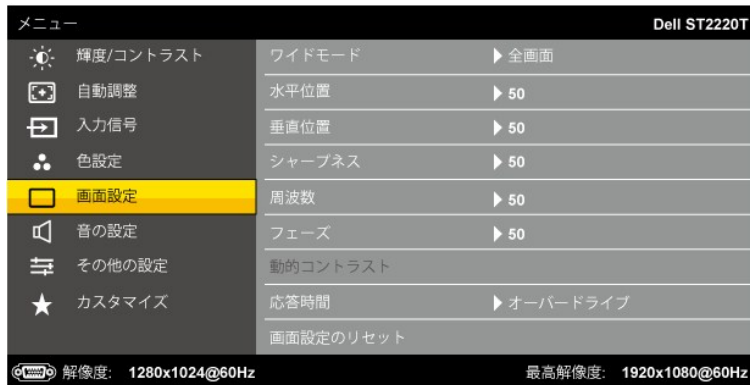 メニュー Dell ST2220T
輝度/コントラスト ワイドモード 全画面
自動調整 水平位置 50
入力信号 垂直位置 50
色設定 シャープネス 50
画面設定 周波数 50
音の設定 フェーズ 50
その他の設定 動的コントラスト
カスタマイズ 応答時間 オーバードライブ
画面設定のリセット
解像度: 1280x1024@60Hz 最高解像度: 1920x1080@60Hz